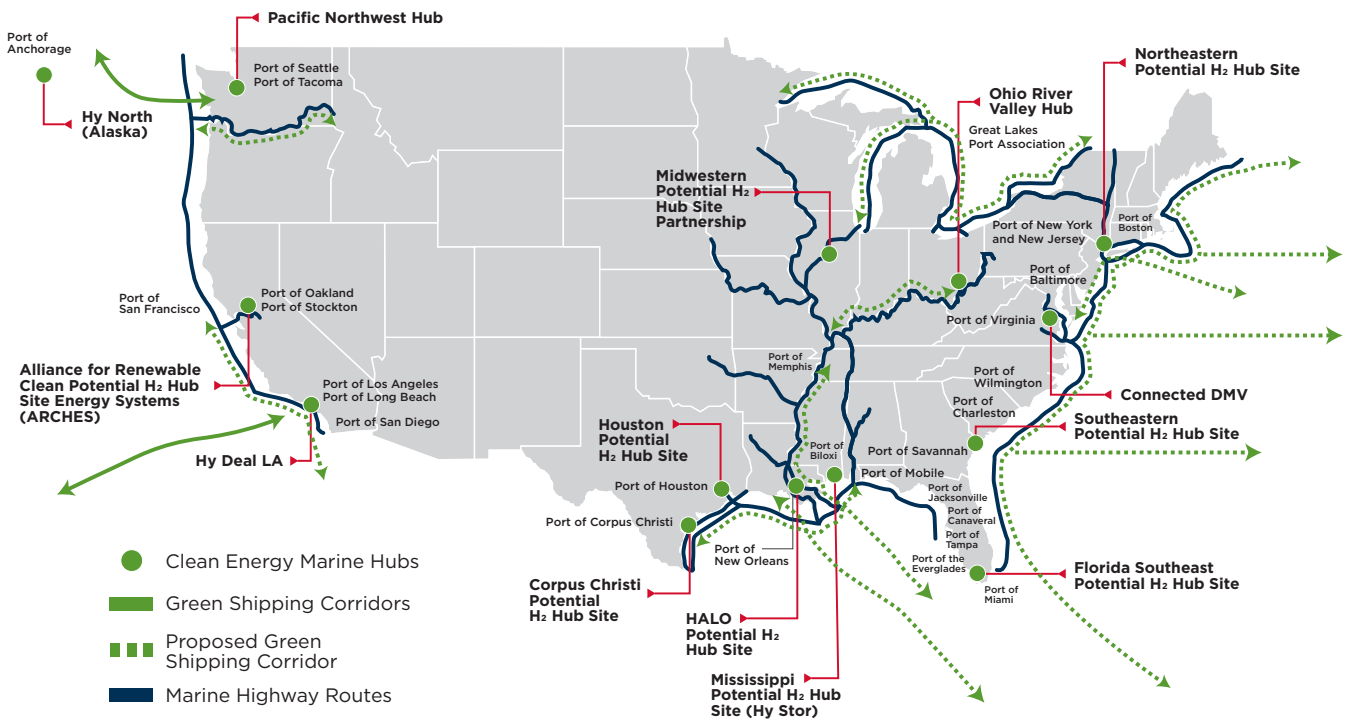 Pacific Northwest Hub
Port of
Anchorage
Hy North
(Alaska)
Port of Seattle
Port of Tacoma
Northeastern
Potential H₂ Hub Site
Ohio River
Valley Hub
Great Lakes
Port Association
Midwestern
Potential H₂
Hub Site
Partnership
Port of New York
and New Jersey
Port of
Boston
Port of
Baltimore
Port of Virginia
Port of
San Francisco
Port of Oakland
Port of Stockton
Alliance for Renewable
Clean Potential H₂ Hub
Site Energy Systems
(ARCHES)
Port of Los Angeles
Port of Long Beach
Port of San Diego
Hy Deal LA
Port of
Memphis
Port of
Wilmington
Port of
Charleston
Connected DMV
Southeastern
Potential H₂ Hub Site
Houston
Potential
H₂ Hub Site
Port of
Biloxi
Port of Savannah
Port of Mobile
Port of Houston
Port of
Jacksonville
Port of
Canaveral
Port of
Tampa
Port of Corpus Christi
Port of
New Orleans
Port of the
Everglades
Port of
Miami
Florida Southeast
Potential H₂ Hub Site
Corpus Christi
Potential
H₂ Hub Site
HALO
Potential H₂
Hub Site
Mississippi
Potential H₂ Hub
Site (Hy Stor)
Clean Energy Marine Hubs
Green Shipping Corridors
Proposed Green
Shipping Corridor
Marine Highway Routes